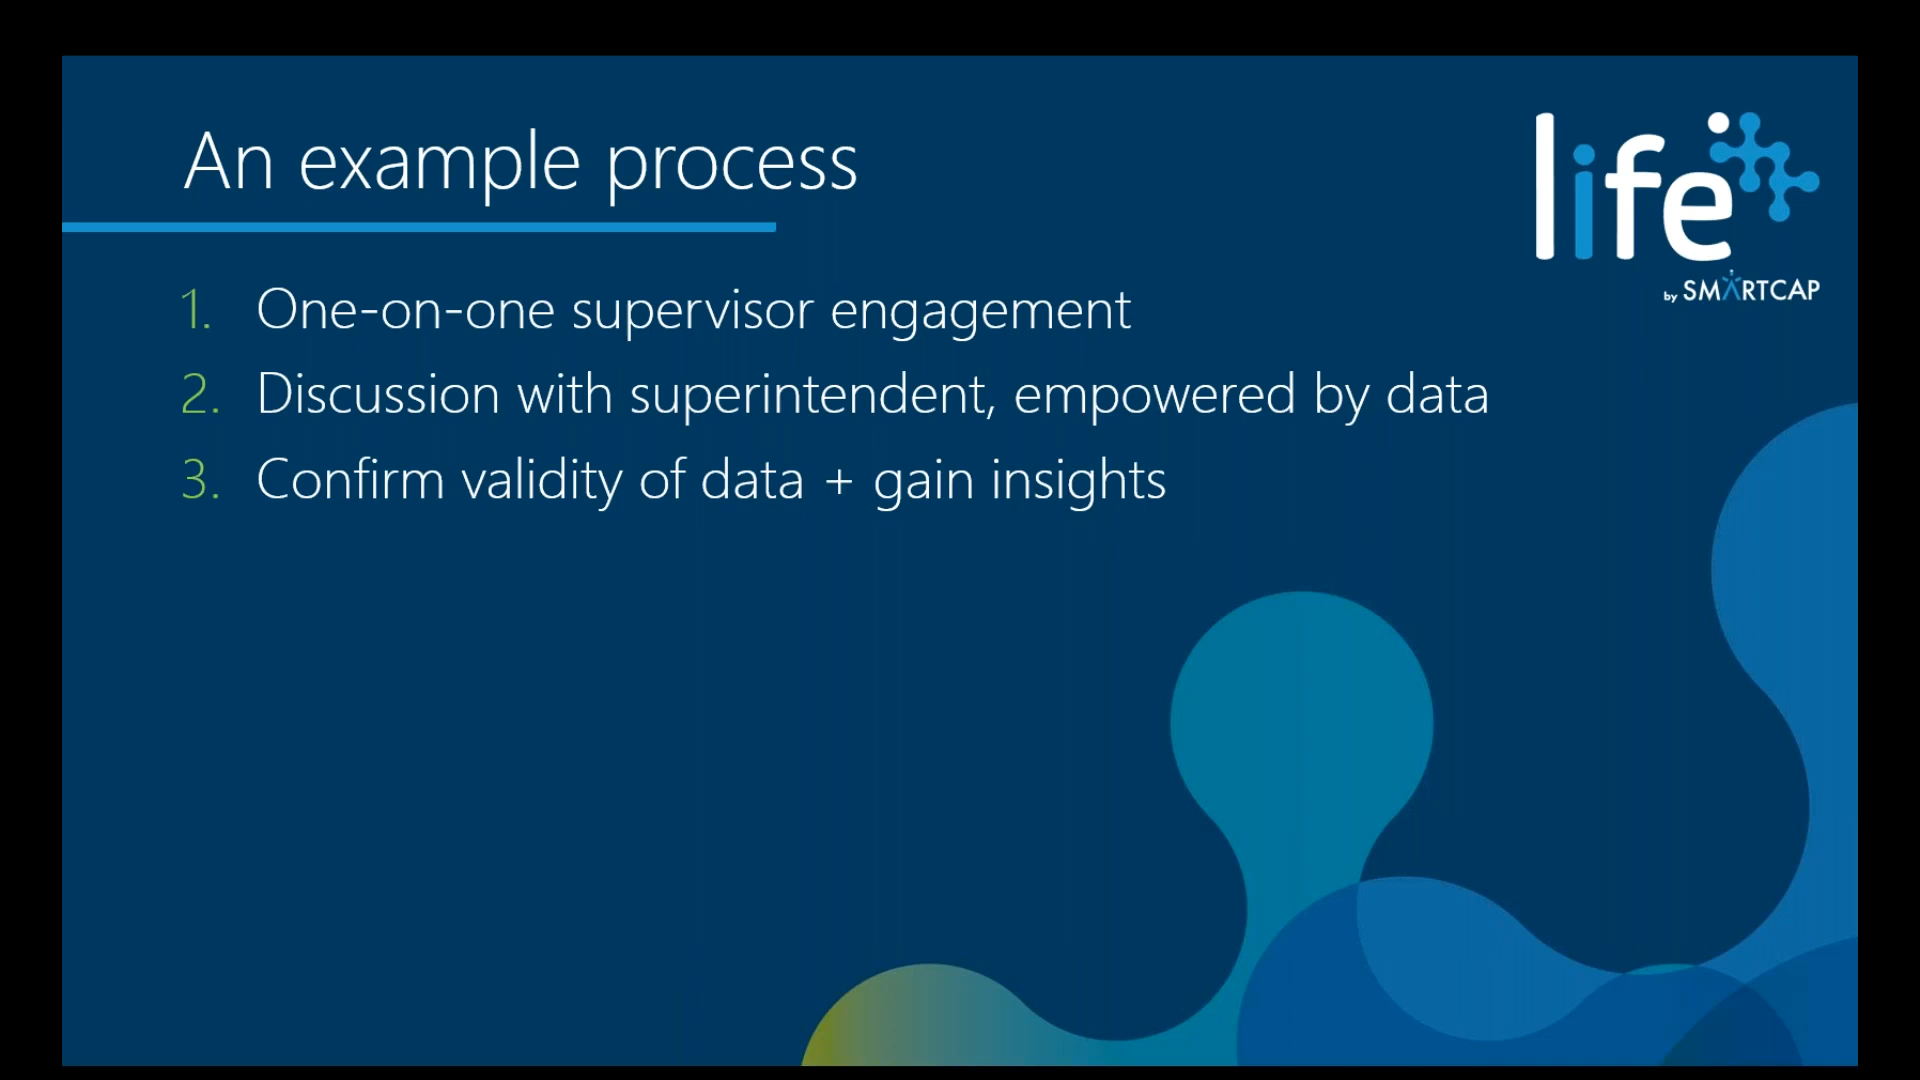 An example process
life
by SMARTCAP
1. One-on-one supervisor engagement
2. Discussion with superintendent, empowered by data
3. Confirm validity of data + gain insights